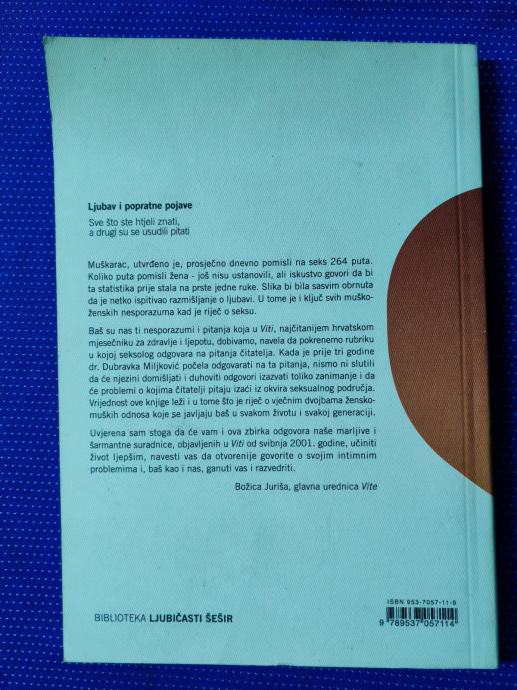 Ljubav i popratne pojave
Sve što ste htjeli znati,
a drugi su se usudili pitati
Muškarac, utvrđeno je, prosječno dnevno pomisli na seks 264 puta.
Koliko puta pomisli žena - još nisu ustanovili, ali iskustvo govori da bi
ta statistika prije stala na prste jedne ruke. Slika bi bila sasvim obrnuta
da je netko ispitivao razmišljanje o ljubavi. U tome je i ključ svih muško-
ženskih nesporazuma kad je riječ o seksu.
Baš su nas ti nesporazumi i pitanja koja u Viti, najčitanijem hrvatskom
mjesečniku za zdravlje i ljepotu, dobivamo, navela da pokrenemo rubriku
u kojoj seksolog odgovara na pitanja čitatelja. Kada je prije tri godine
dr. Dubravka Miljković počela odgovarati na ta pitanja, nismo ni slutili
da će njezini domišljati i duhoviti odgovori izazvati toliko zanimanje i da
će problemi o kojima čitatelji pitaju izaći iz okvira seksualnog područja.
Vrijednost ove knjige leži i u tome što je riječ o vječnim dvojbama žensko-
muških odnosa koje se javljaju baš u svakom životu i svakoj generaciji.
Uvjerena sam stoga da će vam i ova zbirka odgovora naše marljive i
šarmantne suradnice, objavljenih u Viti od svibnja 2001. godine, učiniti
život ljepšim, navesti vas da otvorenije govorite o svojim intimnim
problemima i, baš kao i nas, ganuti vas i razvedriti.
Božica Juriša, glavna urednica Vite
ISBN 953-7057-11-9
9 789537 057114
BIBLIOTEKA LJUBIČASTI ŠEŠIR